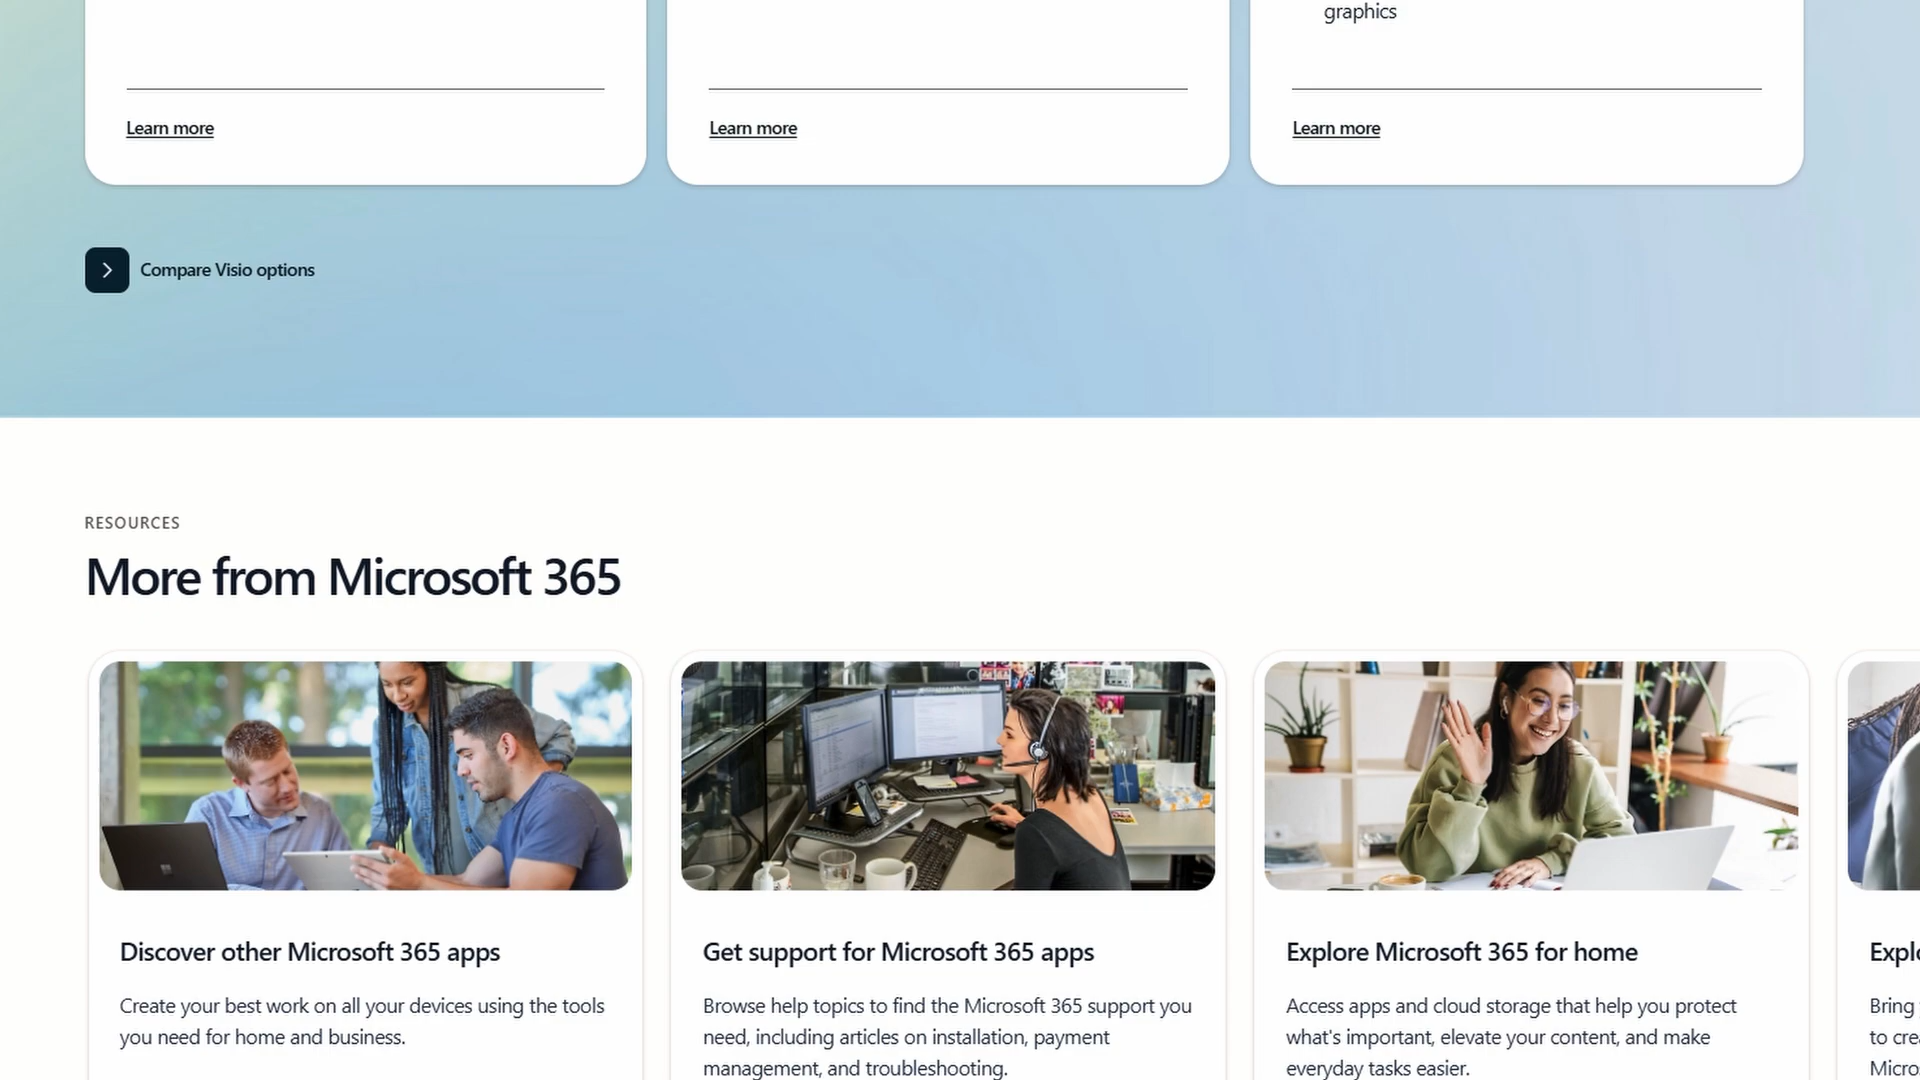 graphics
Learn more
Learn more
Learn more
Compare Visio options
RESOURCES
More from Microsoft 365
Discover other Microsoft 365 apps
Create your best work on all your devices using the tools
you need for home and business.
Get support for Microsoft 365 apps
Browse help topics to find the Microsoft 365 support you
need, including articles on installation, payment
management, and troubleshooting.
Explore Microsoft 365 for home
Access apps and cloud storage that help you protect
what's important, elevate your content, and make
everyday tasks easier.
Bring